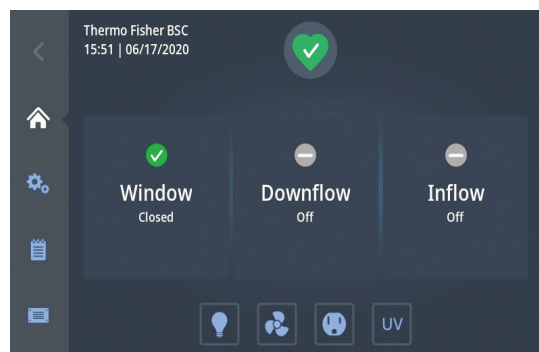 Thermo Fisher BSC
15:51 | 06/17/2020
Window
Closed
Downflow
Off
Inflow
Off
UV